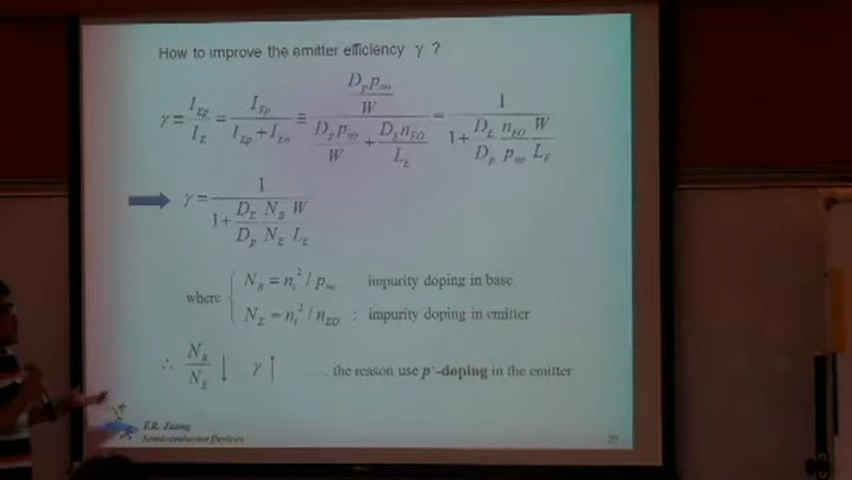 How to improve the emitter efficiency γ ?
γ = I_Ep / I_E = I_Ep / (I_Ep + I_En) ≅ (D_p p_no / W) / (D_p p_no / W + D_E n_EO / L_E) = 1 / (1 + (D_E / D_p) (n_EO / p_no) (W / L_E))
γ = 1 / (1 + (D_E / D_p) (N_B / N_E) (W / L_E))
where { N_B = n_i^2 / p_no impurity doping in base
N_E = n_i^2 / n_EO : impurity doping in emitter
∴ N_B / N_E ↓ γ ↑ the reason use p^+-doping in the emitter
F.R. Juang
Semiconductor Devices
20